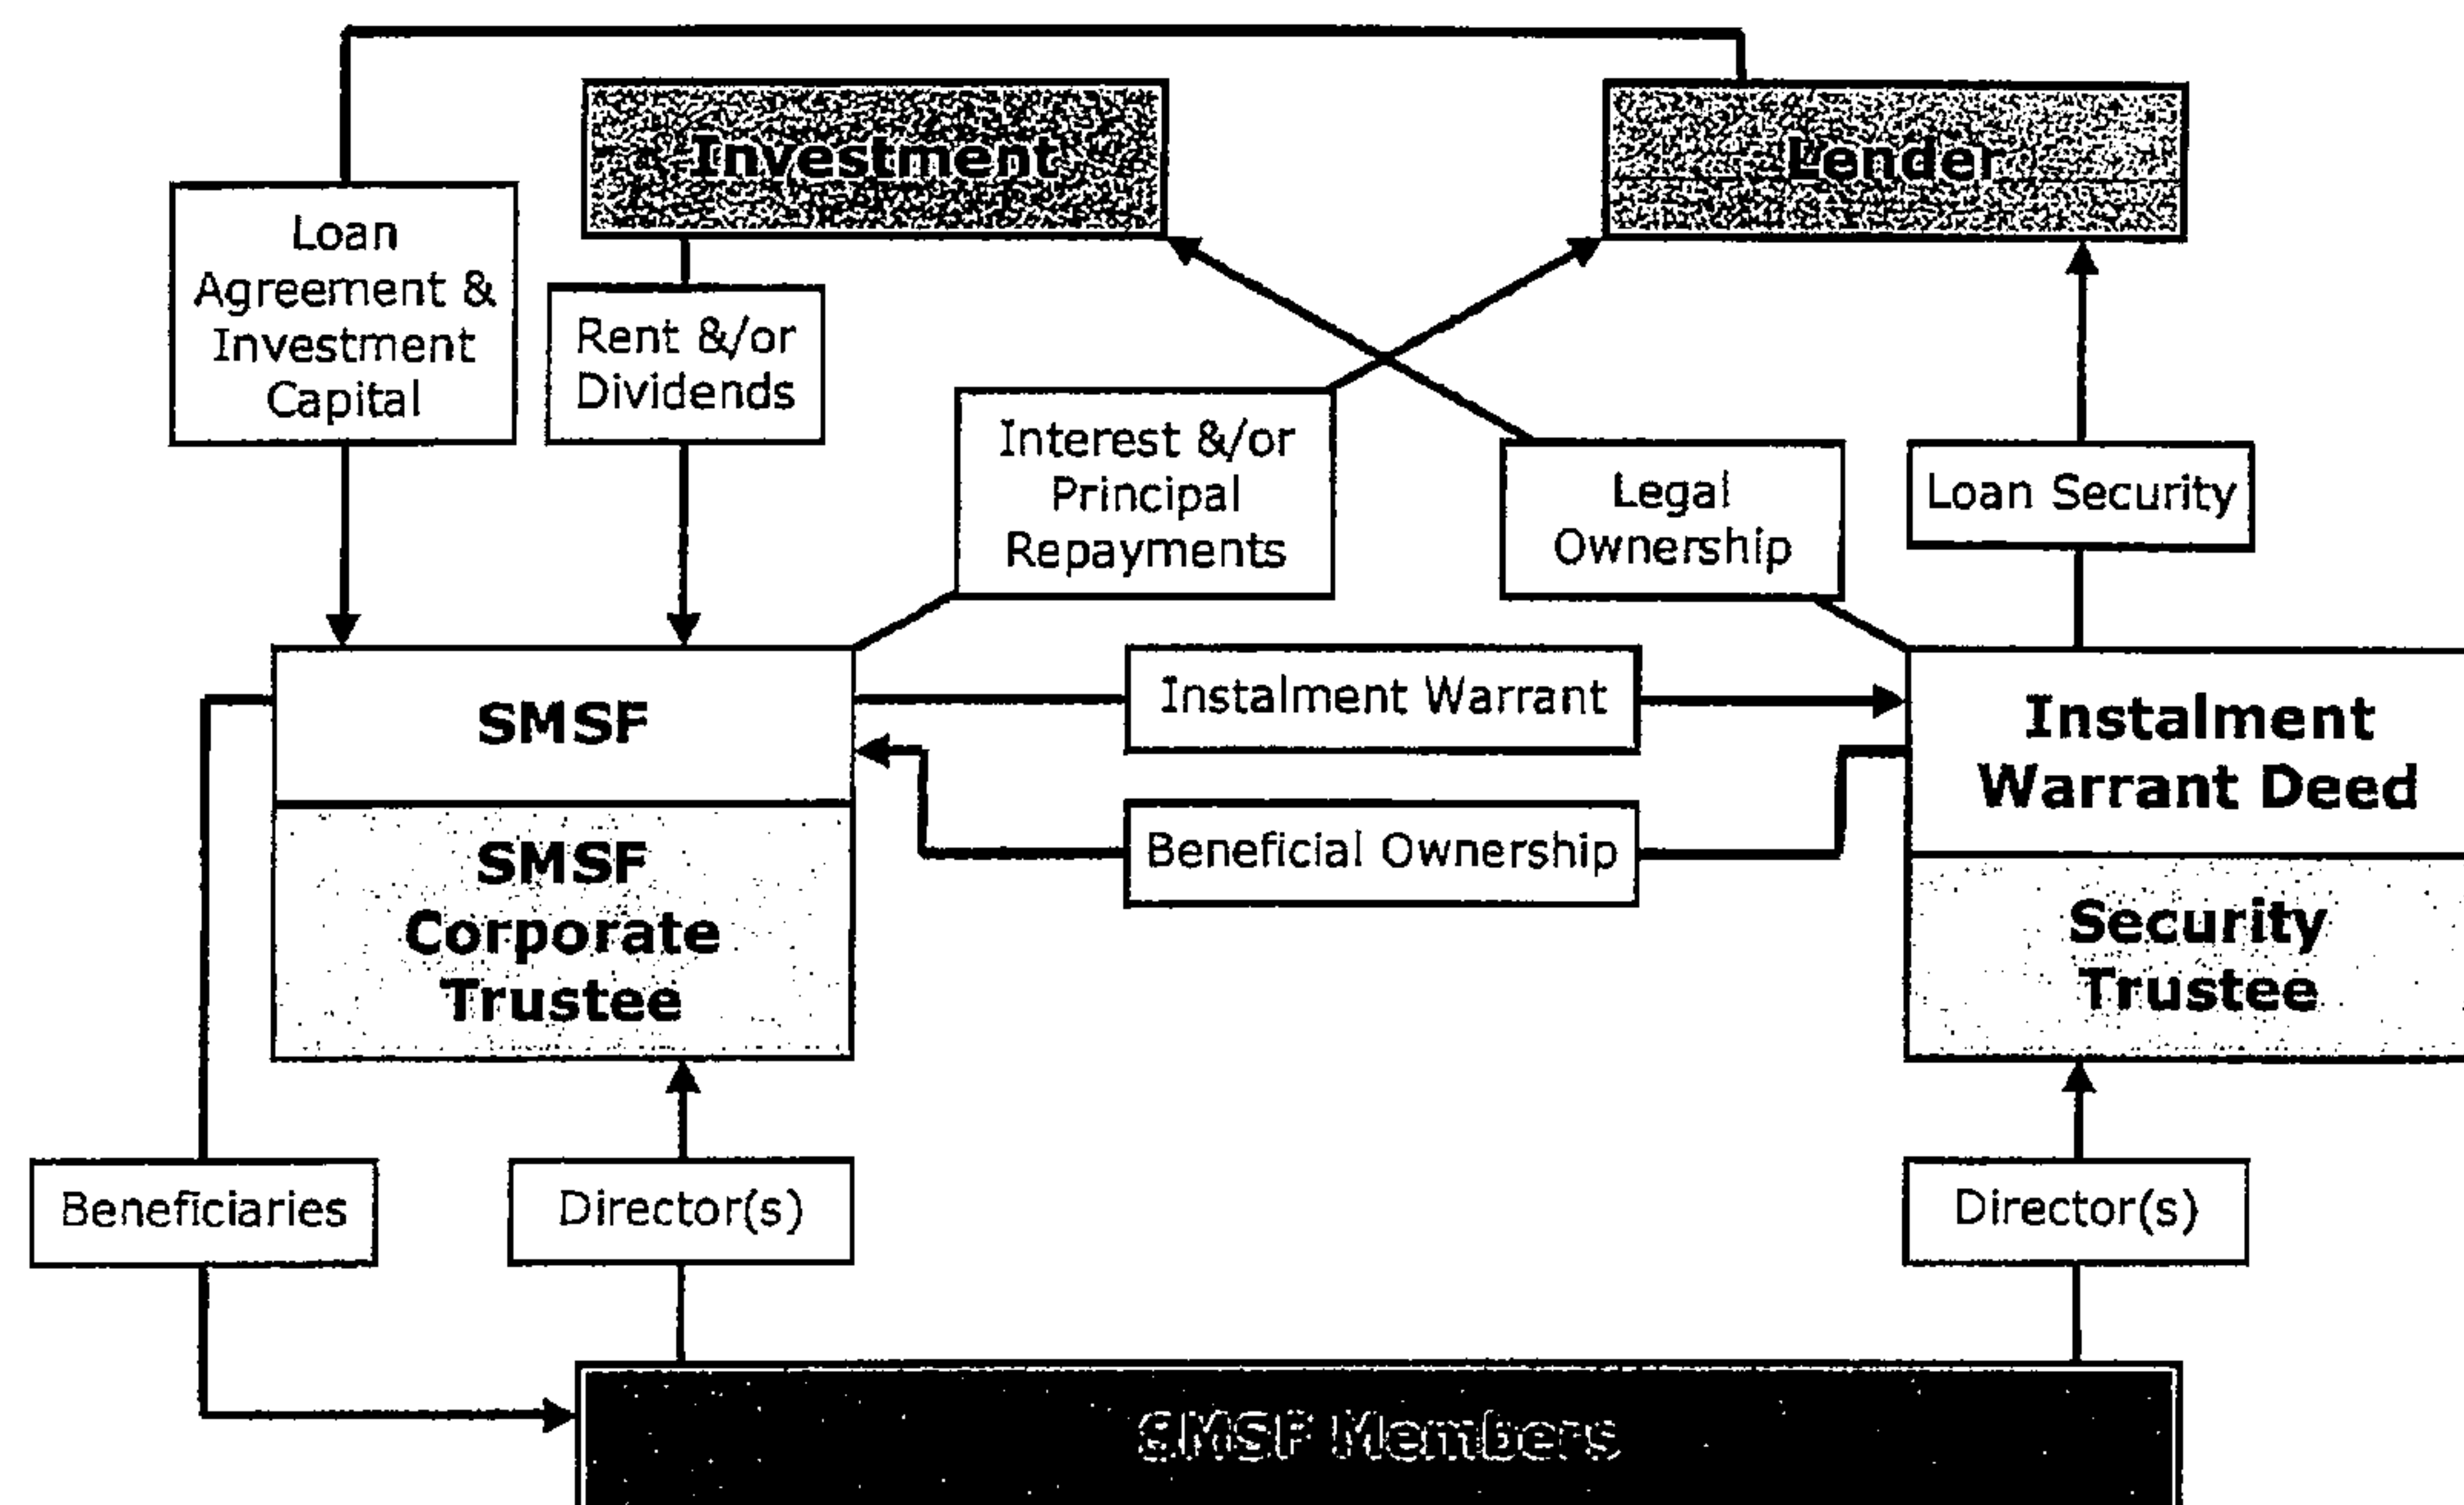 Investment
Lender
Loan
Agreement &
Investment
Capital
Rent &/or
Dividends
Interest &/or
Principal
Repayments
Legal
Ownership
Loan Security
SMSF
Instalment Warrant
Instalment
Warrant Deed
Beneficial Ownership
SMSF
Corporate
Trustee
Security
Trustee
Beneficiaries
Director(s)
Director(s)
SMSF Members